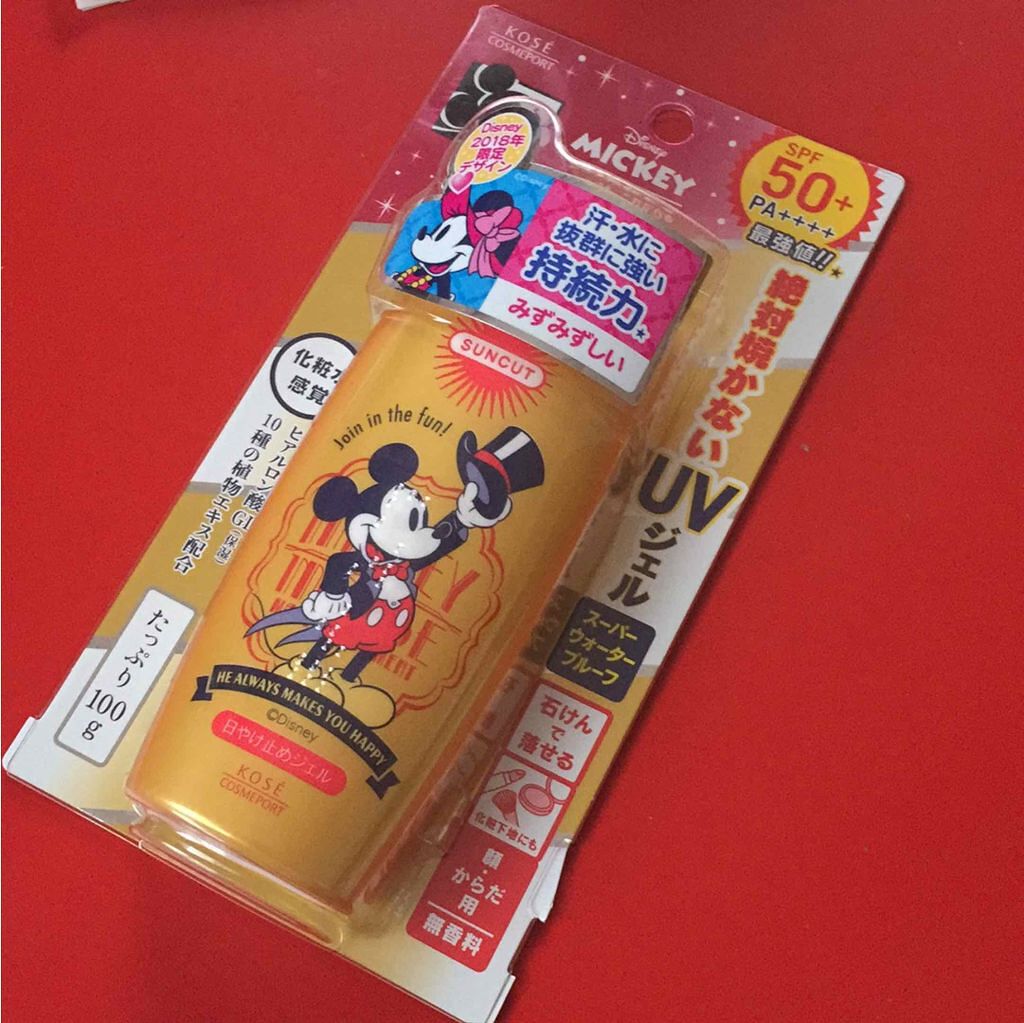 KOSÉ
COSMEPORT
Disney
MICKEY
Disney
2018年
限定
デザイン
SPF
50+
PA++++
最強値!!
汗・水に
抜群に強い
持続力
みずみずしい
絶対焼かない
UV
ジェル
化粧水
感覚
ヒアルロン酸GL(保湿)
10種の植物エキス配合
たっぷり100g
SUNCUT
Join in the fun!
HE ALWAYS MAKES YOU HAPPY
©Disney
日やけ止めジェル
KOSÉ
COSMEPORT
スーパー
ウォーター
プルーフ
石けん
で
落せる
化粧下地にも
顔・
からだ
用
無香料